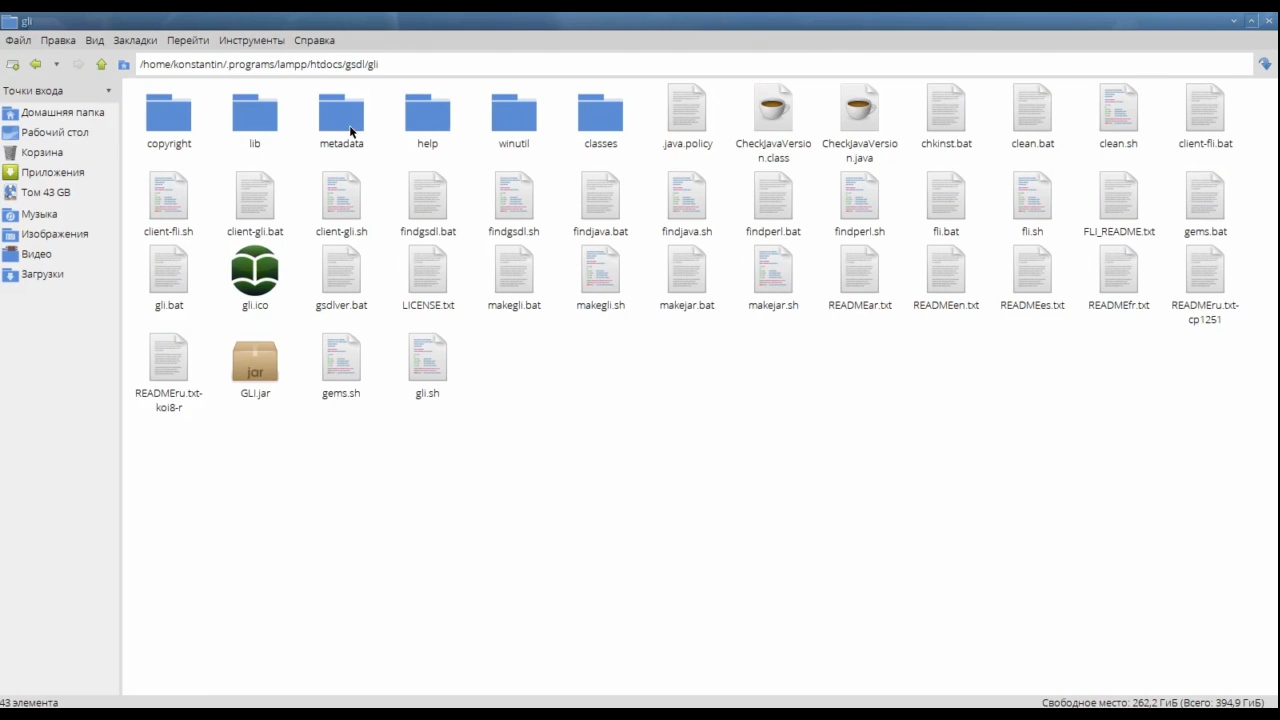 gli
Файл Правка Вид Закладки Перейти Инструменты Справка
/home/konstantin/.programs/lampp/htdocs/gsdl/gli
Точки входа
Домашняя папка
Рабочий стол
Корзина
Приложения
Том 43 GB
Музыка
Изображения
Видео
Загрузки
copyright lib metadata help winutil classes .java.policy CheckJavaVersio CheckJavaVersio chkinst.bat clean.bat clean.sh client-fli.bat
n.class n.java
client-fli.sh client-gli.bat client-gli.sh findgsdl.bat findgsdl.sh findjava.bat findjava.sh findperl.bat findperl.sh fli.bat fli.sh FLI_README.txt gems.bat
gli.bat gli.ico gsdlver.bat LICENSE.txt makegli.bat makegli.sh makejar.bat makejar.sh READMEar.txt READMEen.txt READMEes.txt READMEfr.txt READMEru.txt-
cp1251
jar
READMEru.txt- GLI.jar gems.sh gli.sh
koi8-r
43 элемента
Свободное место: 262,2 ГиБ (Всего: 394,9 ГиБ)